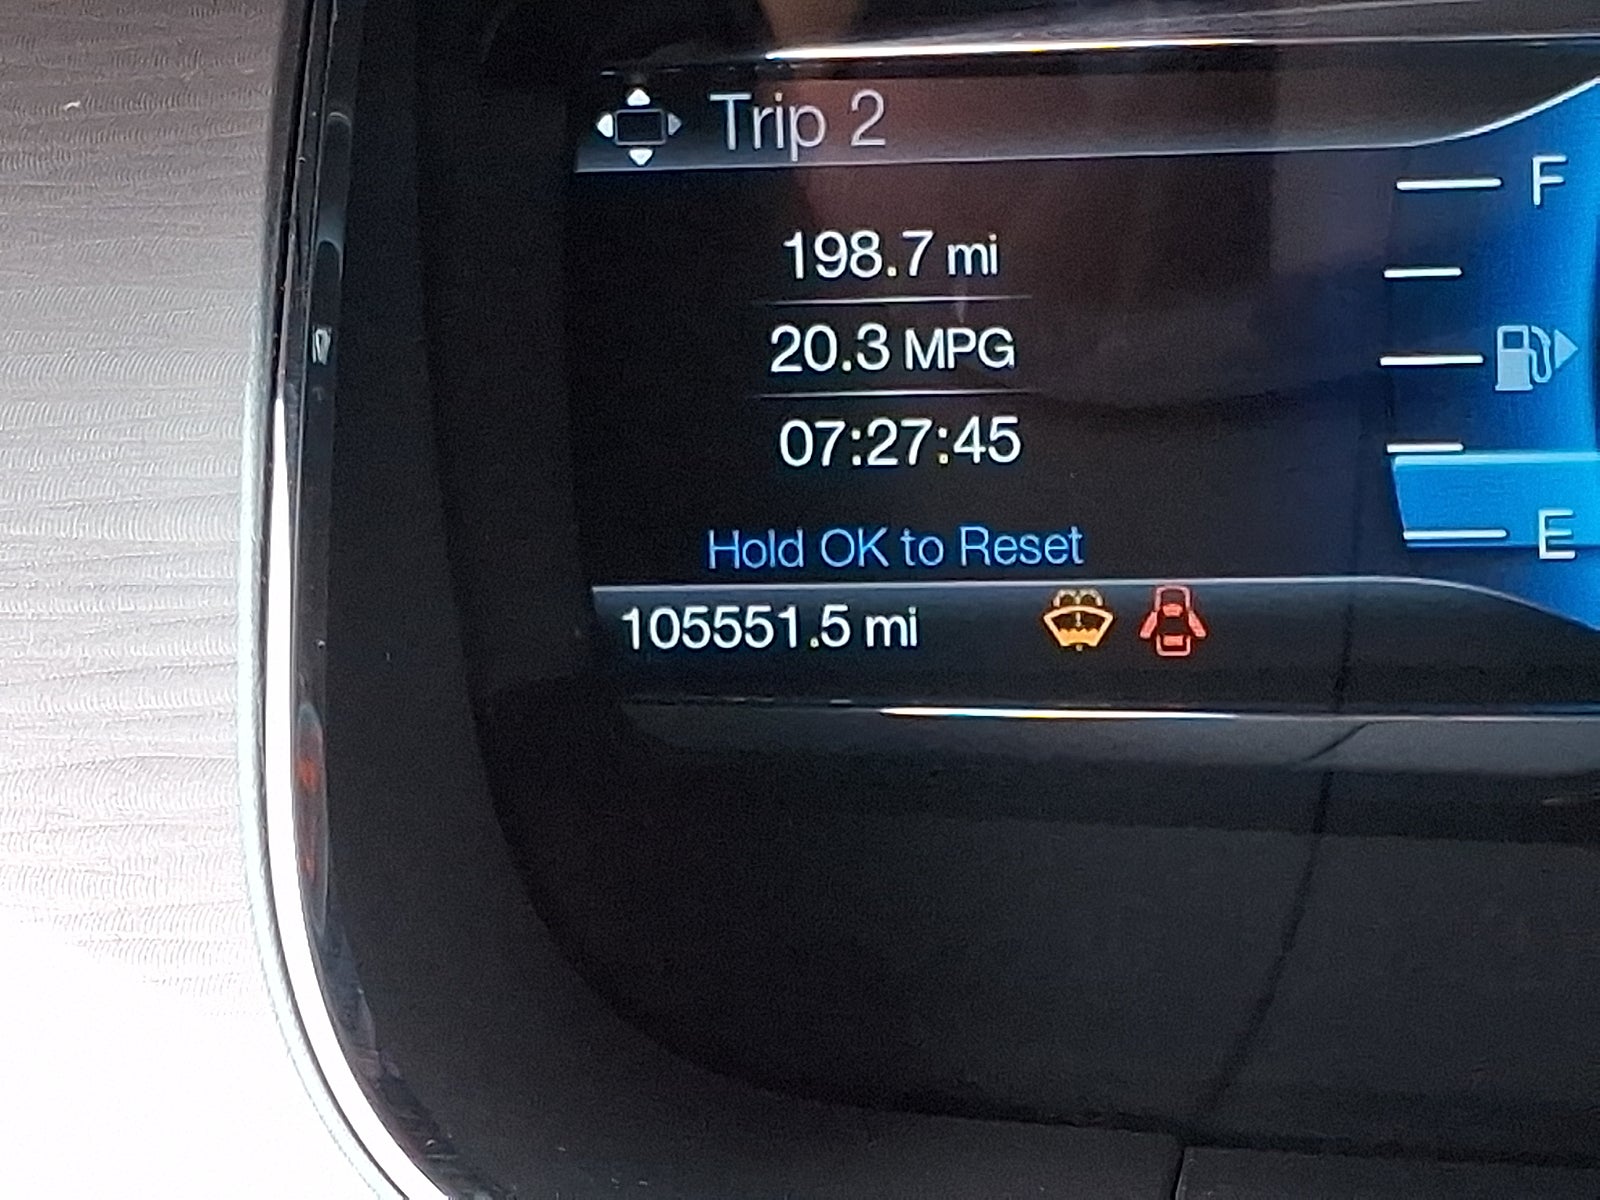 Trip 2
198.7 mi
20.3 MPG
07:27:45
Hold OK to Reset
105551.5 mi
F
E